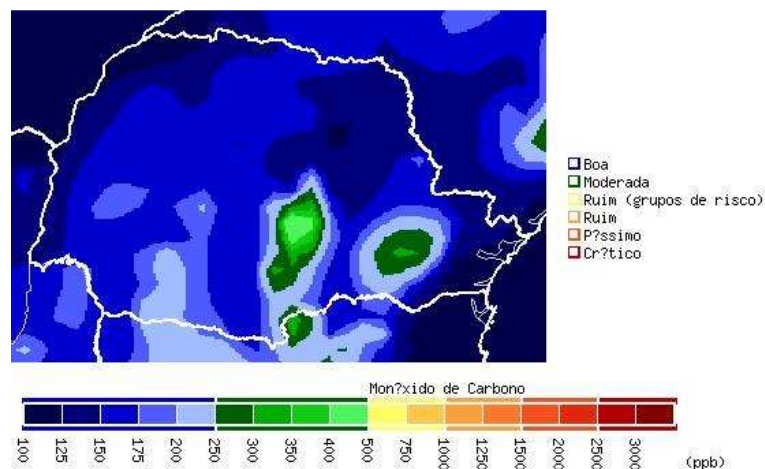 Boa
Moderada
Ruim (grupos de risco)
Ruim
P?ssimo
Cr?tico
Mon?xido de Carbono
100 125 150 175 200 250 300 350 400 500 750 1000 1250 1500 2000 2500 3000 (ppb)